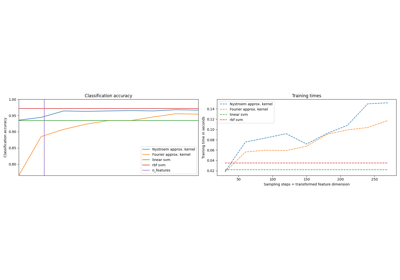 Classification accuracy
Classification accuracy
1.00
0.95
0.90
0.85
0.80
Nystroem approx. kernel
Fourier approx. kernel
linear svm
rbf svm
n_features
Training times
Training time in seconds
0.14
0.12
0.10
0.08
0.06
0.04
0.02
Nystroem approx. kernel
Fourier approx. kernel
linear svm
rbf svm
50
100
150
200
250
Sampling steps = transformed feature dimension